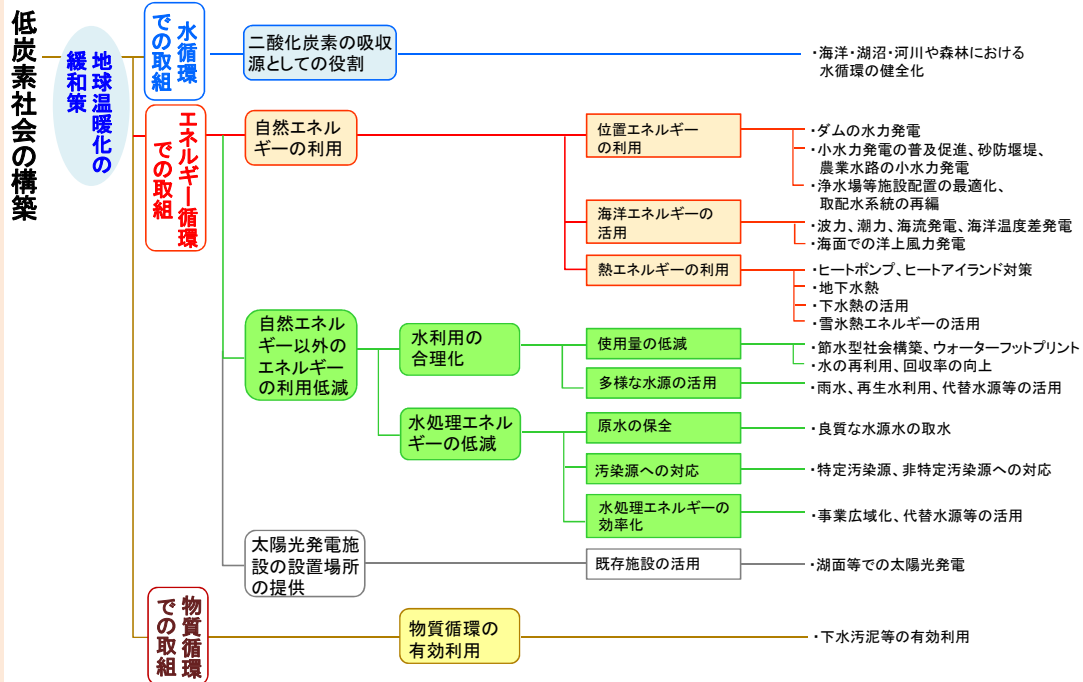 低炭素社会の構築
地球温暖化の
緩和策
水循環
での取組
二酸化炭素の吸収
源としての役割
・海洋・湖沼・河川や森林における
水循環の健全化
エネルギー循環
での取組
自然エネル
ギーの利用
位置エネルギー
の利用
・ダムの水力発電
・小水力発電の普及促進、砂防堰堤、
農業水路の小水力発電
・浄水場等施設配置の最適化、
取配水系統の再編
海洋エネルギーの
活用
・波力、潮力、海流発電、海洋温度差発電
・海面での洋上風力発電
熱エネルギーの利用
・ヒートポンプ、ヒートアイランド対策
・地下水熱
・下水熱の活用
・雪氷熱エネルギーの活用
自然エネル
ギー以外の
エネルギー
の利用低減
水利用の
合理化
使用量の低減
・節水型社会構築、ウォーターフットプリント
・水の再利用、回収率の向上
多様な水源の活用
・雨水、再生水利用、代替水源等の活用
水処理エネル
ギーの低減
原水の保全
・良質な水源水の取水
汚染源への対応
・特定汚染源、非特定汚染源への対応
水処理エネルギーの
効率化
・事業広域化、代替水源等の活用
太陽光発電施
設の設置場所
の提供
既存施設の活用
・湖面等での太陽光発電
物質循環
での取組
物質循環の
有効利用
・下水汚泥等の有効利用